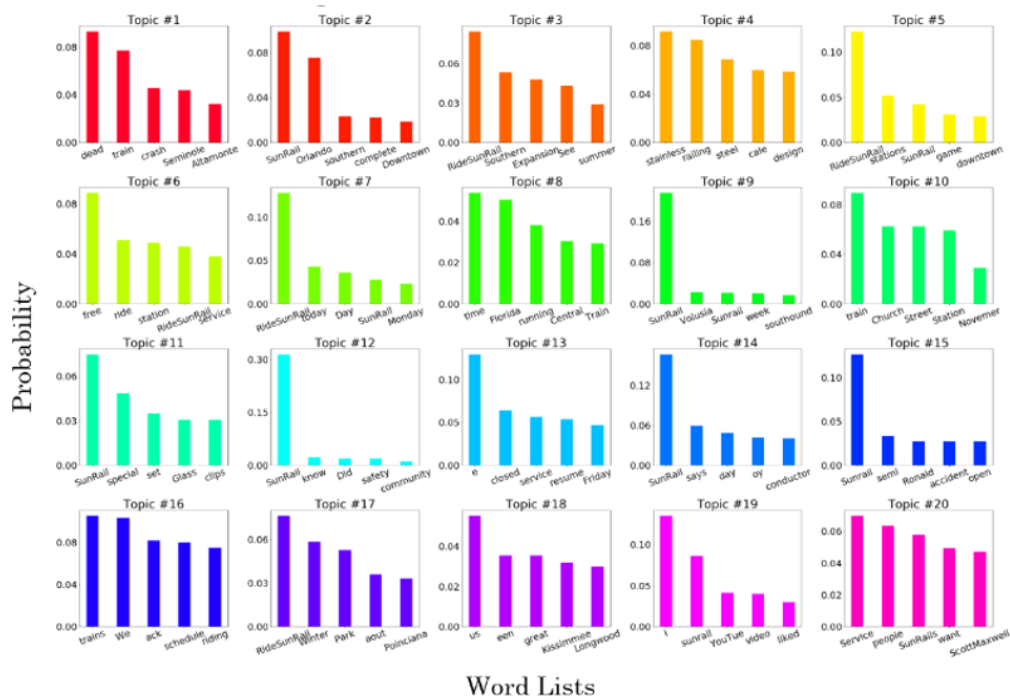 Topic #1 Topic #2 Topic #3 Topic #4 Topic #5
0.08 0.08 0.09 0.08 0.10
0.04 0.04 0.06 0.04 0.05
0.00 0.00 0.03 0.00 0.00
0.00
dead train crash Seminole Altamonte
SunRail Orlando southern complete Downtown
RideSunRail Southern Expansion See summer
stainless railing steel cale design
RideSunRail stations SunRail game downtown
Topic #6 Topic #7 Topic #8 Topic #9 Topic #10
0.08 0.10 0.04 0.16 0.08
0.04 0.05 0.02 0.08 0.04
0.00 0.00 0.00 0.00 0.00
free ride station RideSunRail service
RideSunRail today Day SunRail Monday
time Florida running Central Train
SunRail Volusia Sunrail week southound
train Church Street Station Novemer
Topic #11 Topic #12 Topic #13 Topic #14 Topic #15
0.06 0.30 0.10 0.12 0.10
0.03 0.15 0.05 0.06 0.05
0.00 0.00 0.00 0.00 0.00
SunRail special set Glass clips
SunRail know Did safety community
e closed service resume Friday
SunRail says day oy conductor
Sunrail semi Ronald accident open
Topic #16 Topic #17 Topic #18 Topic #19 Topic #20
0.08 0.06 0.04 0.10 0.06
0.04 0.03 0.02 0.05 0.04
0.00 0.00 0.00 0.00 0.02
0.00
trains We ack schedule riding
RideSunRail Winter Park aout Poinciana
us een great Kissimmee Longwood
I sunrail YouTue video liked
Service people SunRails want ScottMaxwell
Probability
Word Lists